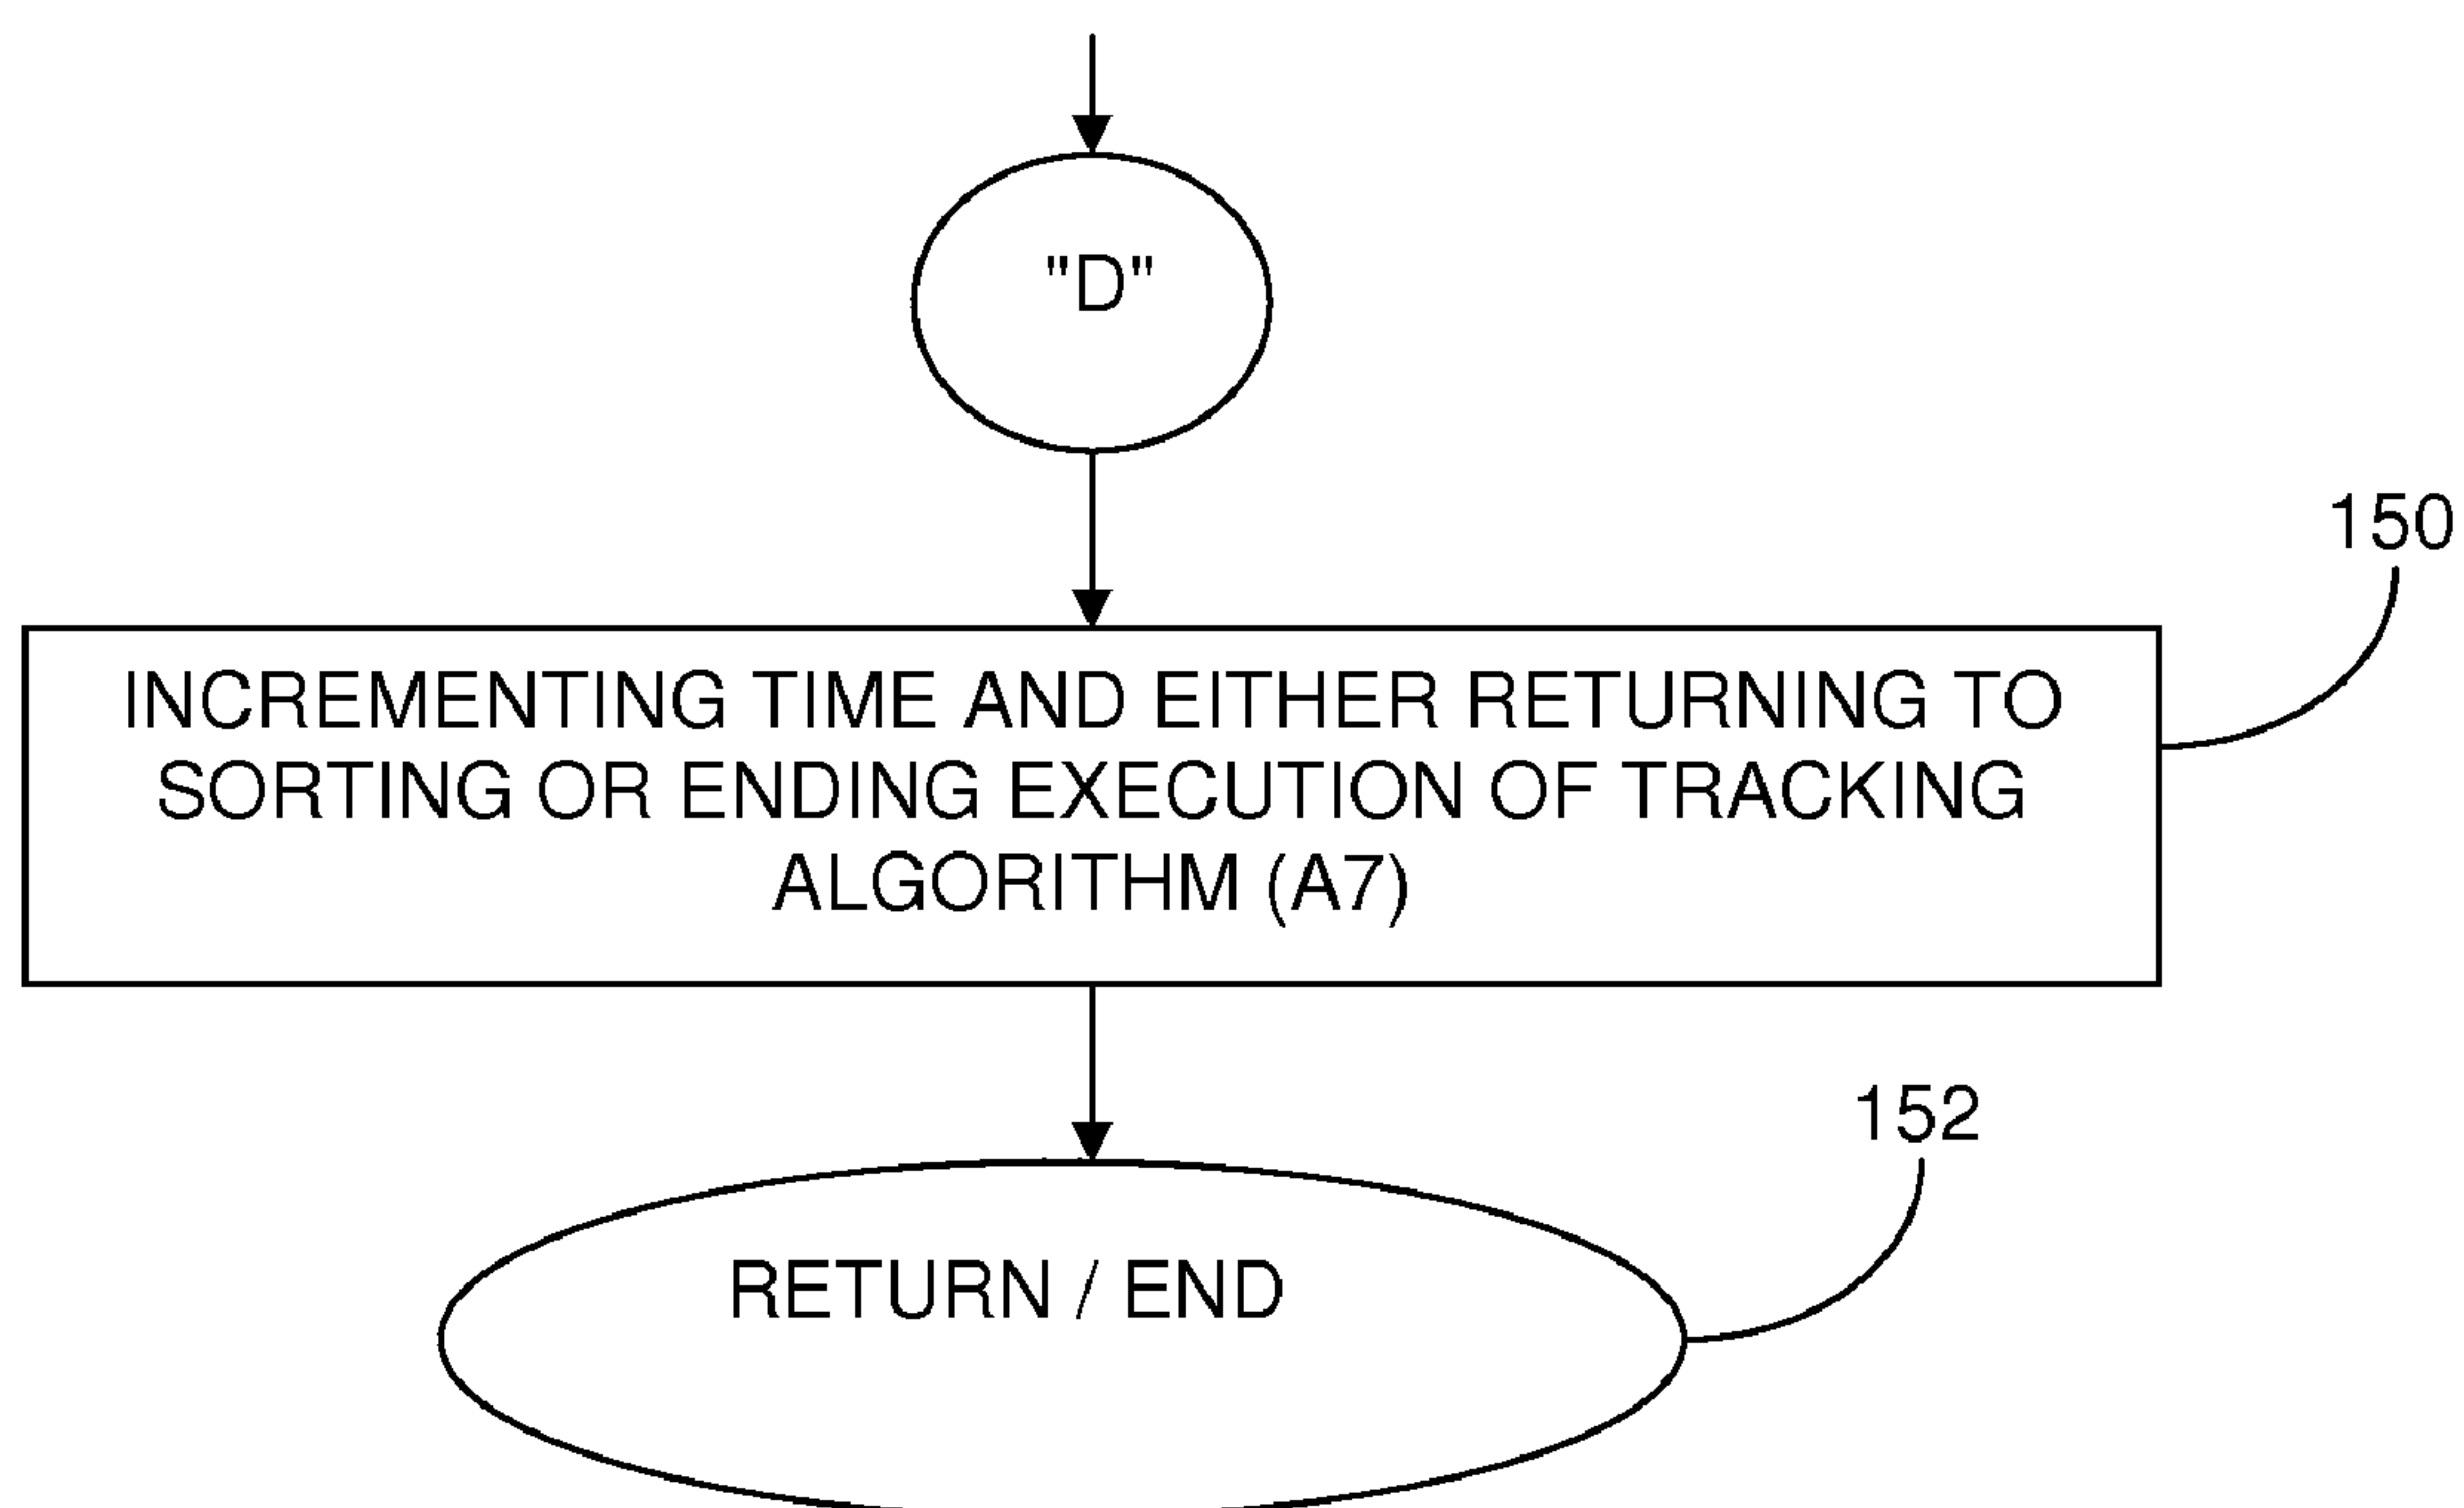 "D"
150
INCREMENTING TIME AND EITHER RETURNING TO
SORTING OR ENDING EXECUTION OF TRACKING
ALGORITHM (A7)
152
RETURN / END